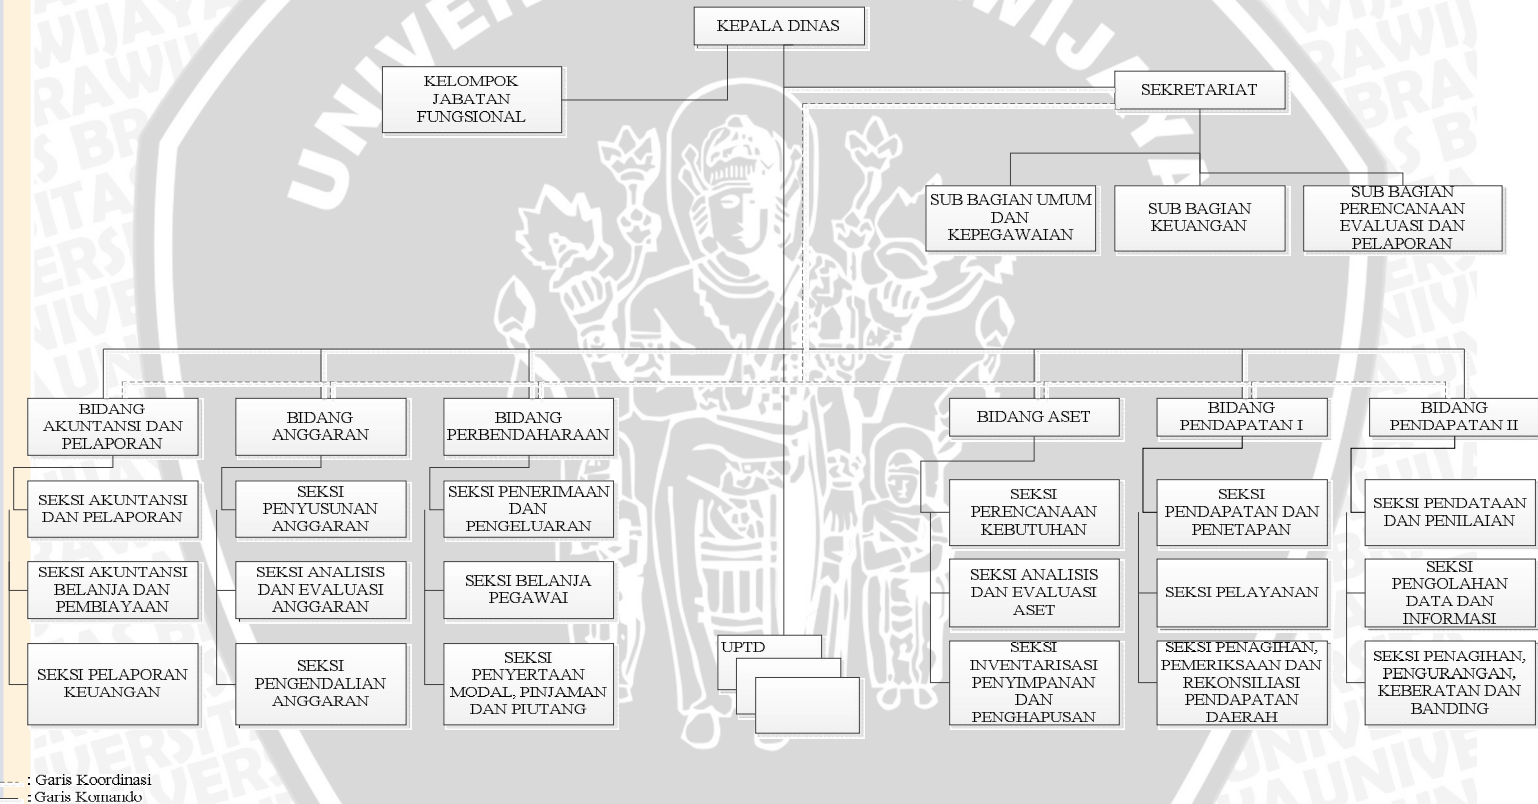 KEPALA DINAS
KELOMPOK
JABATAN
FUNGSIONAL
SEKRETARIAT
SUB BAGIAN UMUM
DAN
KEPEGAWAIAN
SUB BAGIAN
KEUANGAN
SUB BAGIAN
PERENCANAAN
EVALUASI DAN
PELAPORAN
BIDANG
AKUNTANSI DAN
PELAPORAN
BIDANG
ANGGARAN
BIDANG
PERBENDAHARAAN
BIDANG ASET
BIDANG
PENDAPATAN I
BIDANG
PENDAPATAN II
SEKSI AKUNTANSI
DAN PELAPORAN
SEKSI
PENYUSUNAN
ANGGARAN
SEKSI PENERIMAAN
DAN
PENGELUARAN
SEKSI
PERENCANAAN
KEBUTUHAN
SEKSI
PENDAPATAN DAN
PENETAPAN
SEKSI PENDATAAN
DAN PENILAIAN
SEKSI AKUNTANSI
BELANJA DAN
PEMBIAYAAN
SEKSI ANALISIS
DAN EVALUASI
ANGGARAN
SEKSI BELANJA
PEGAWAI
SEKSI ANALISIS
DAN EVALUASI
ASET
SEKSI PELAYANAN
SEKSI
PENGOLAHAN
DATA DAN
INFORMASI
SEKSI PELAPORAN
KEUANGAN
SEKSI
PENGENDALIAN
ANGGARAN
SEKSI
PENYERTAAN
MODAL, PINJAMAN
DAN PIUTANG
UPTD
SEKSI
INVENTARISASI
PENYIMPANAN
DAN
PENGHAPUSAN
SEKSI PENAGIHAN,
PEMERIKSAAN DAN
REKONSILIASI
PENDAPATAN
DAERAH
SEKSI PENAGIHAN,
PENGURANGAN,
KEBERATAN DAN
BANDING
: Garis Koordinasi
: Garis Komando